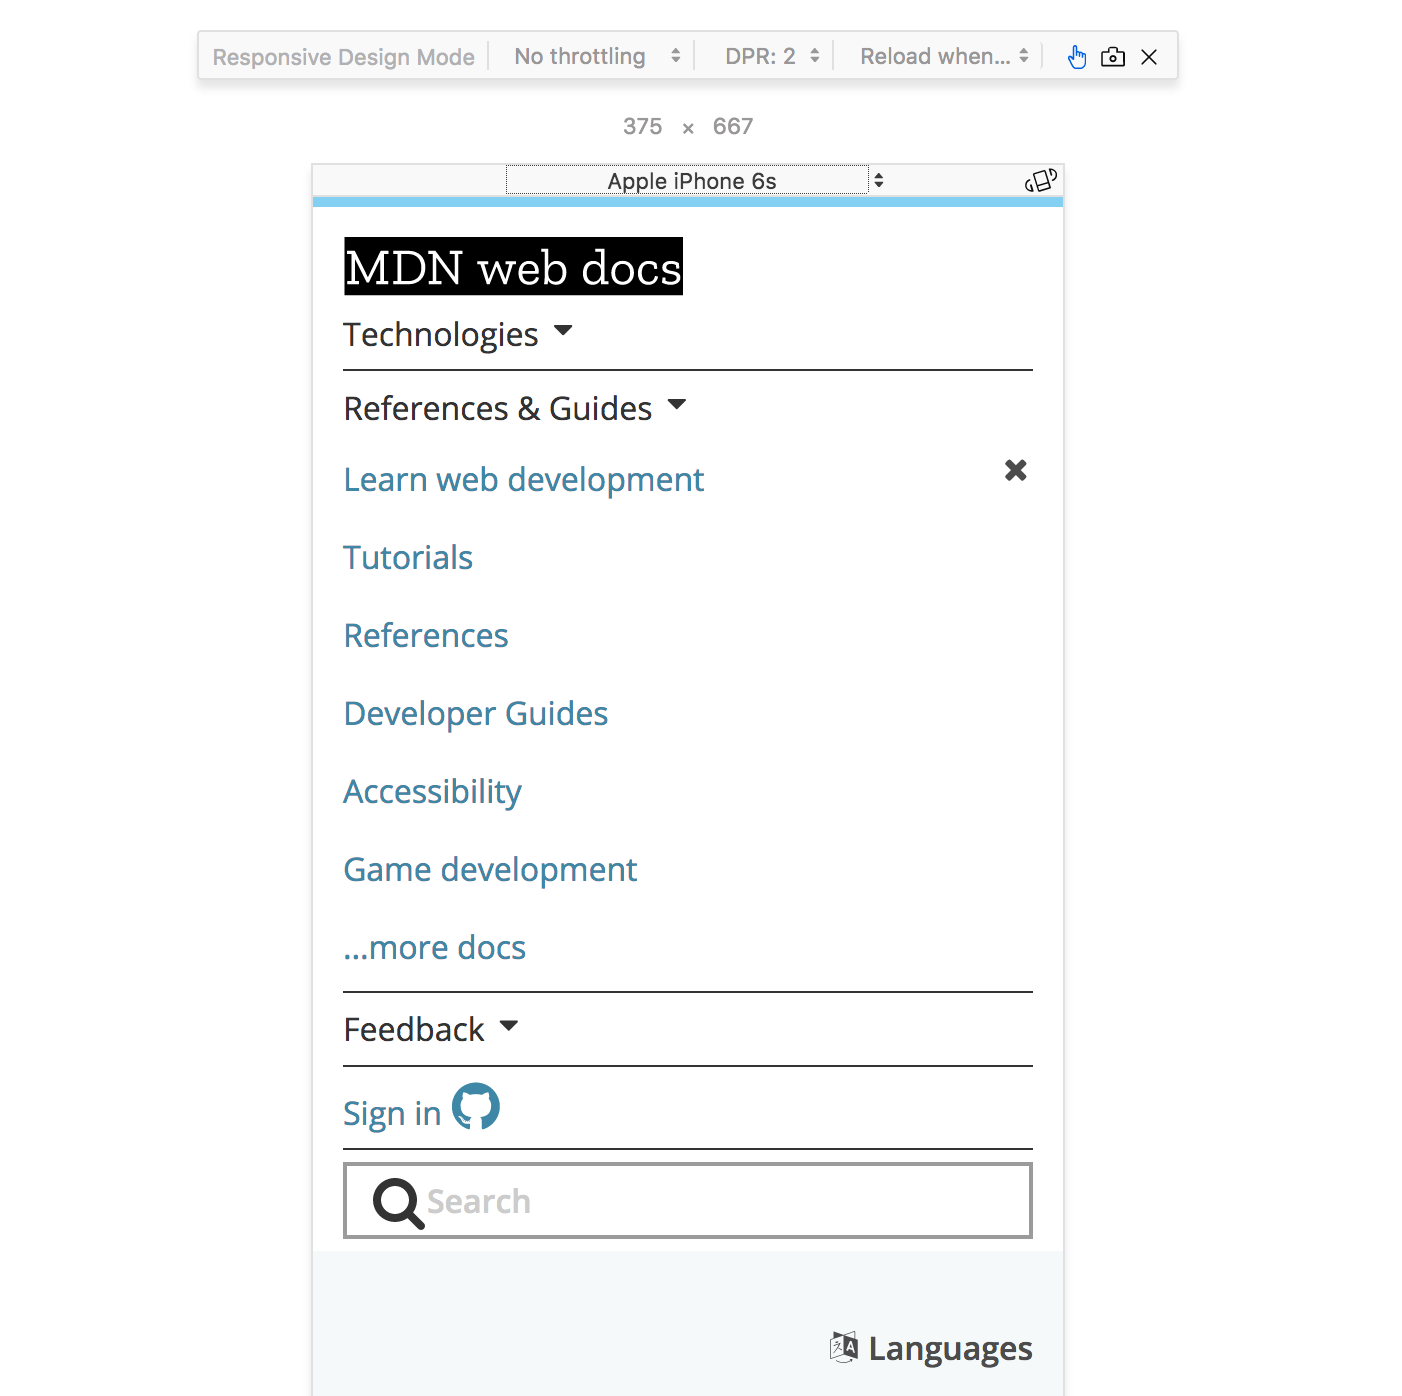 Responsive Design Mode No throttling DPR: 2 Reload when...
375 × 667
Apple iPhone 6s
MDN web docs
Technologies
References & Guides
Learn web development
Tutorials
References
Developer Guides
Accessibility
Game development
...more docs
Feedback
Sign in
Search
Languages